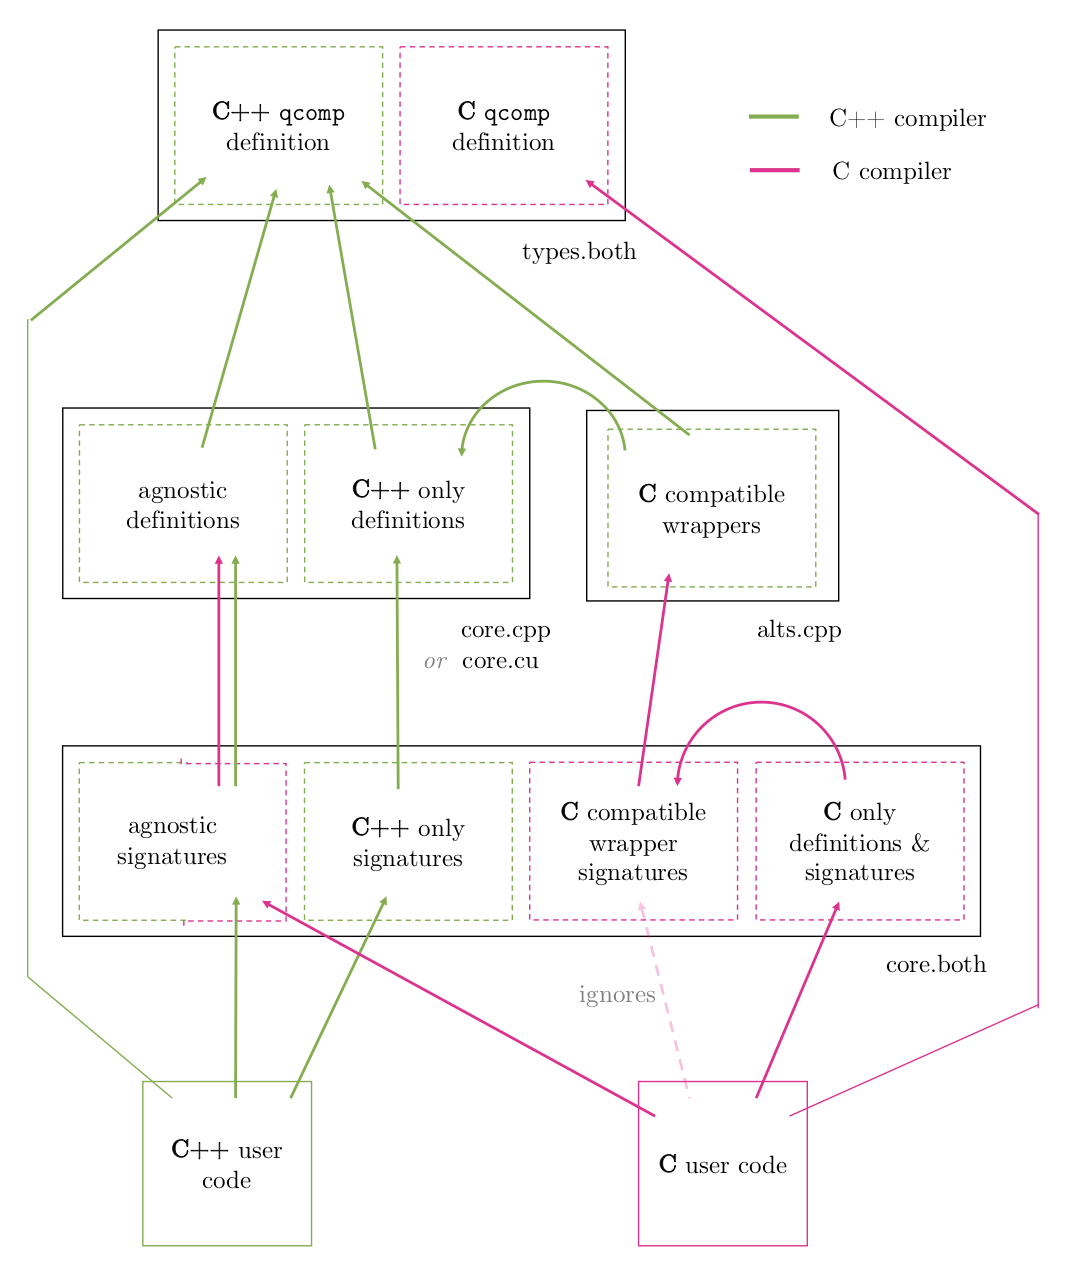 C++ qcomp
definition
C qcomp
definition
C++ compiler
C compiler
types.both
agnostic
definitions
C++ only
definitions
C compatible
wrappers
core.cpp
or core.cu
alts.cpp
agnostic
signatures
C++ only
signatures
C compatible
wrapper
signatures
C only
definitions &
signatures
core.both
ignores
C++ user
code
C user code